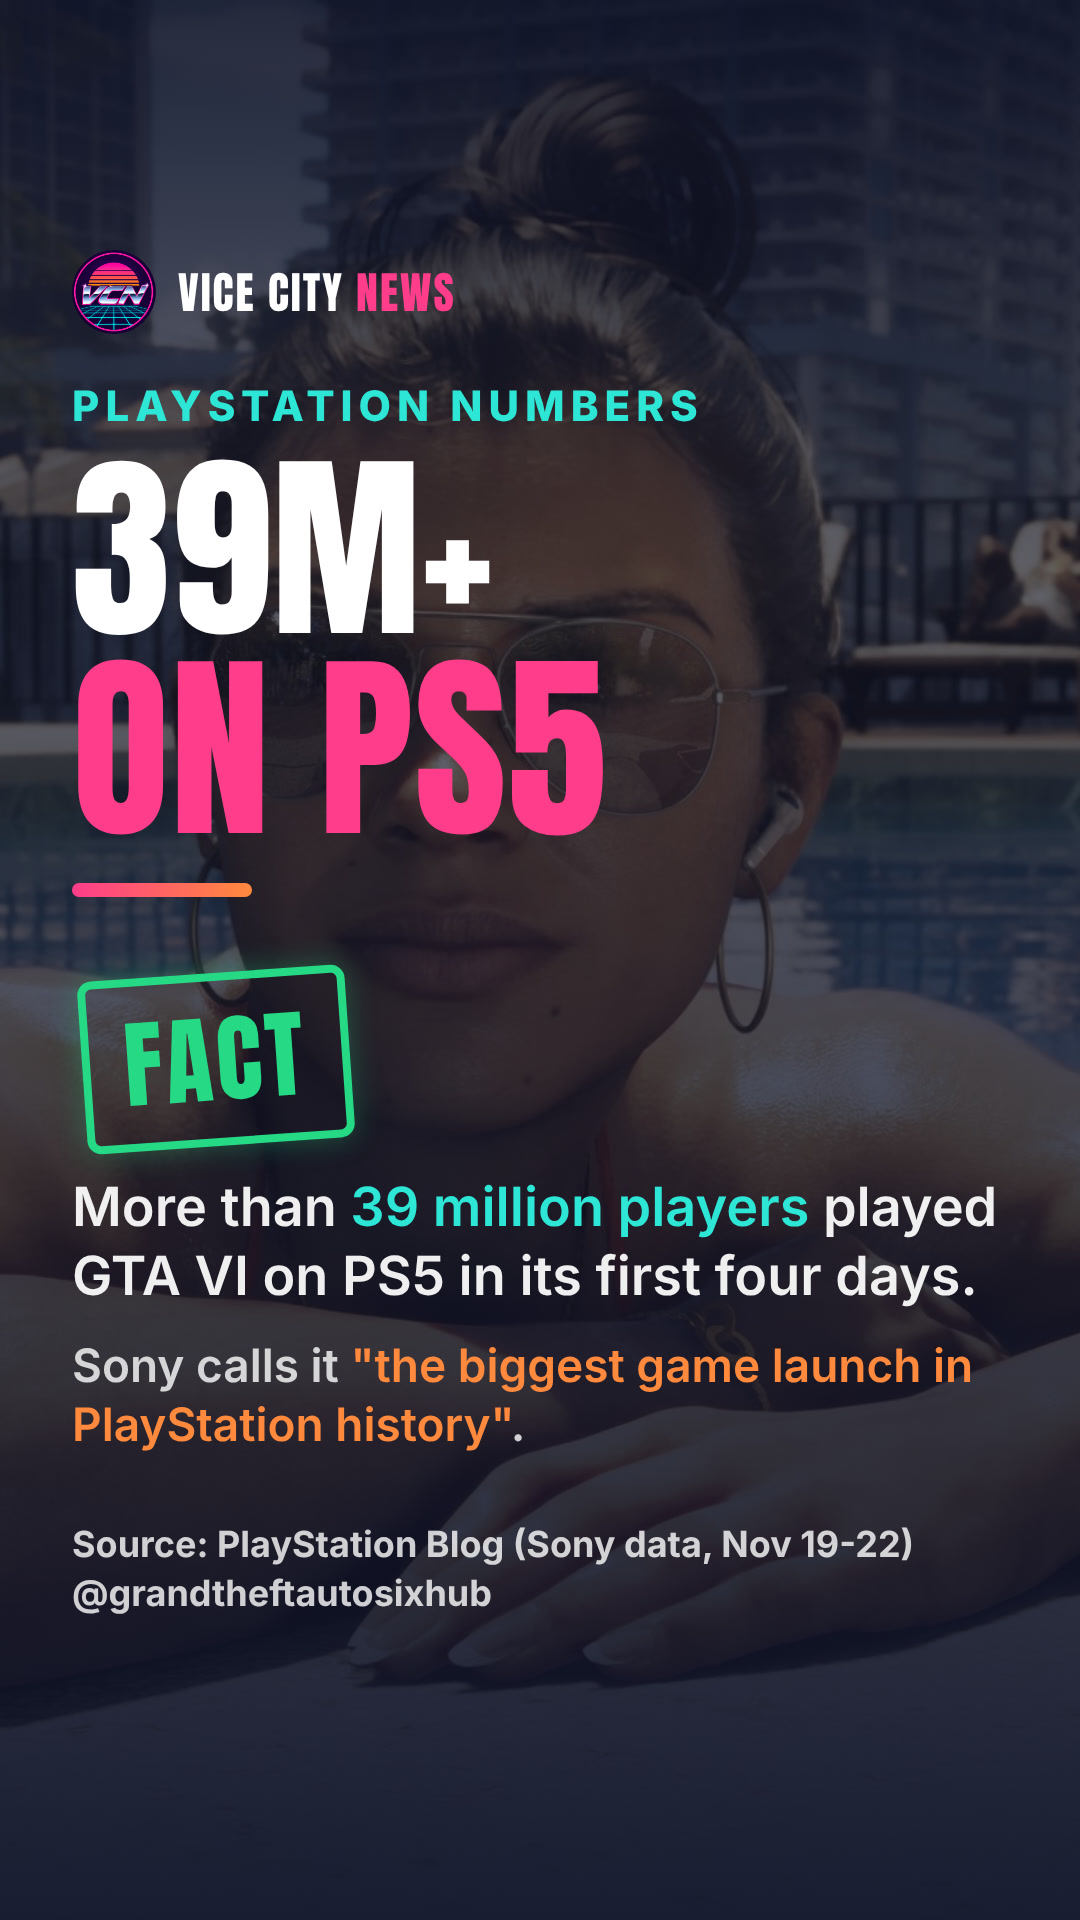 VCN
VICE CITY NEWS
PLAYSTATION NUMBERS
39M+
ON PS5
FACT
More than 39 million players played
GTA VI on PS5 in its first four days.
Sony calls it "the biggest game launch in
PlayStation history".
Source: PlayStation Blog (Sony data, Nov 19-22)
@grandtheftautosixhub